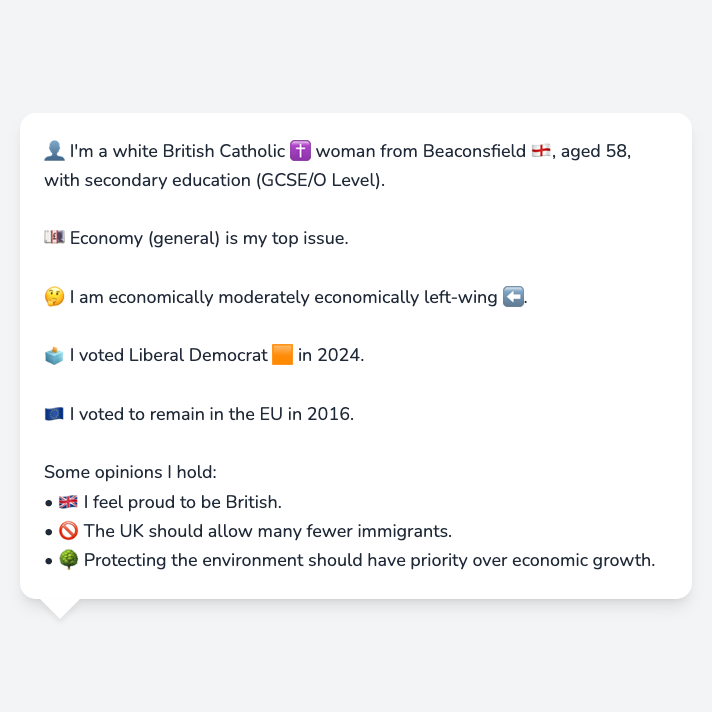 👤 I'm a white British Catholic ✝️ woman from Beaconsfield 🏴󠁧󠁢󠁥󠁮󠁧󠁿, aged 58,
with secondary education (GCSE/O Level).
💷 Economy (general) is my top issue.
🤔 I am economically moderately economically left-wing ⬅️.
🗳️ I voted Liberal Democrat 🟧 in 2024.
🇪🇺 I voted to remain in the EU in 2016.
Some opinions I hold:
• 🇬🇧 I feel proud to be British.
• 🚫 The UK should allow many fewer immigrants.
• 🌳 Protecting the environment should have priority over economic growth.